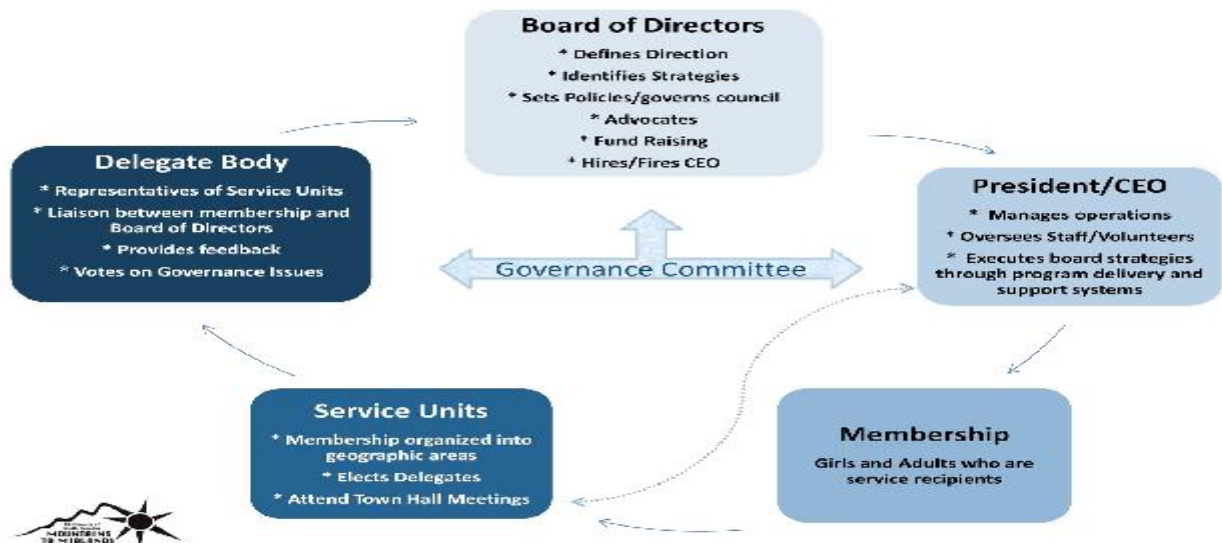 Board of Directors
* Defines Direction
* Identifies Strategies
* Sets Policies/governs council
* Advocates
* Fund Raising
* Hires/Fires CEO
Delegate Body
* Representatives of Service Units
* Liaison between membership and
Board of Directors
* Provides feedback
* Votes on Governance Issues
President/CEO
* Manages operations
* Oversees Staff/Volunteers
* Executes board strategies
through program delivery and
support systems
Governance Committee
Service Units
* Membership organized into
geographic areas
* Elects Delegates
* Attend Town Hall Meetings
Membership
Girls and Adults who are
service recipients
MOUNTAINS
TO MIDLANDS